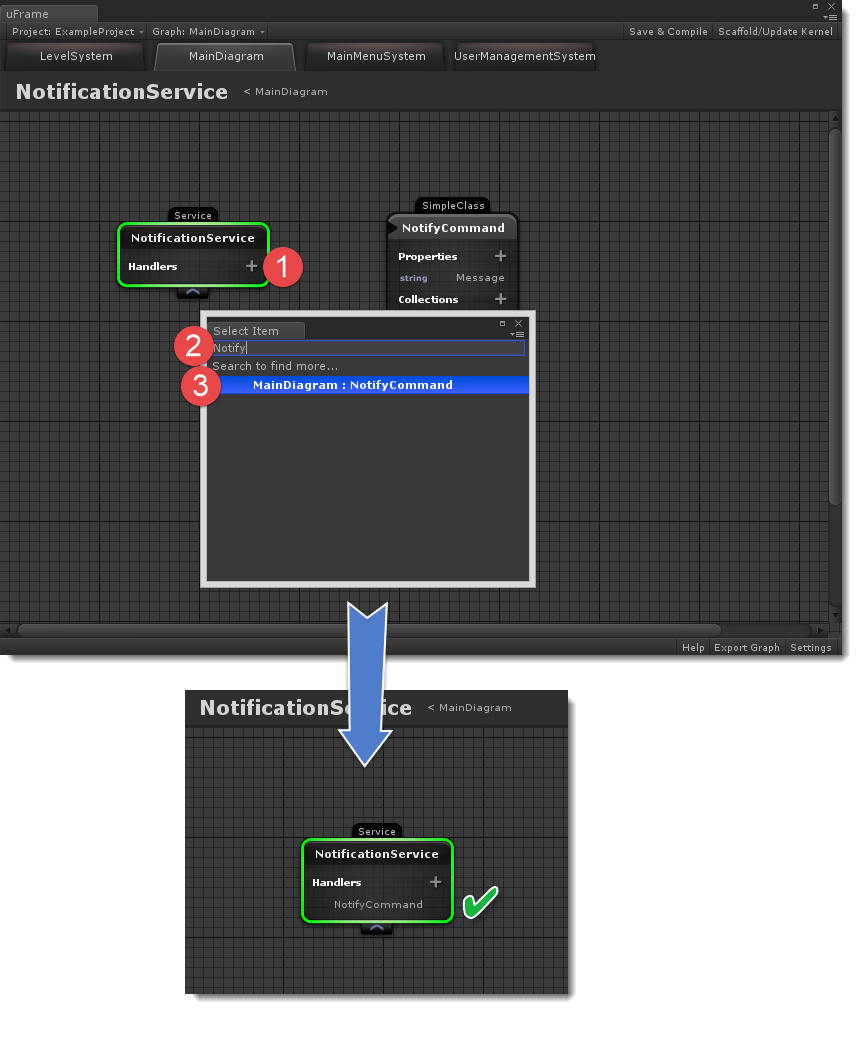 uFrame
Project: ExampleProject Graph: MainDiagram Save & Compile Scaffold/Update Kernel
LevelSystem MainDiagram MainMenuSystem UserManagementSystem
NotificationService < MainDiagram
SimpleClass
Service
NotifyCommand
NotificationService
Properties +
Handlers + 1
string Message
Collections +
Select Item
2 Notify
Search to find more...
3 MainDiagram : NotifyCommand
Help Export Graph Settings
NotificationService < MainDiagram
Service
NotificationService
Handlers +
NotifyCommand